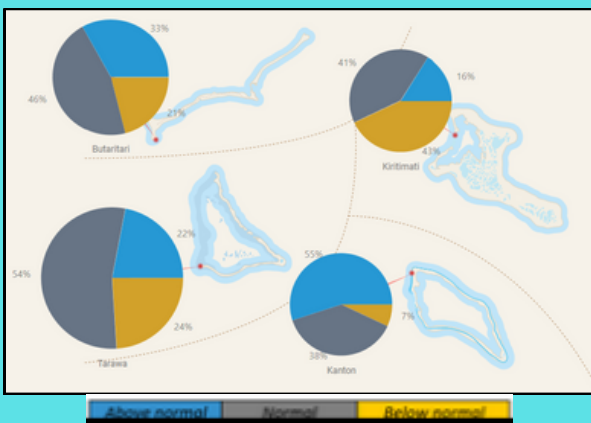 33%
46%
21%
Butaritari
41%
16%
43%
Kiritimati
22%
54%
24%
Tarawa
55%
7%
38%
Kanton
Above normal Normal Below normal